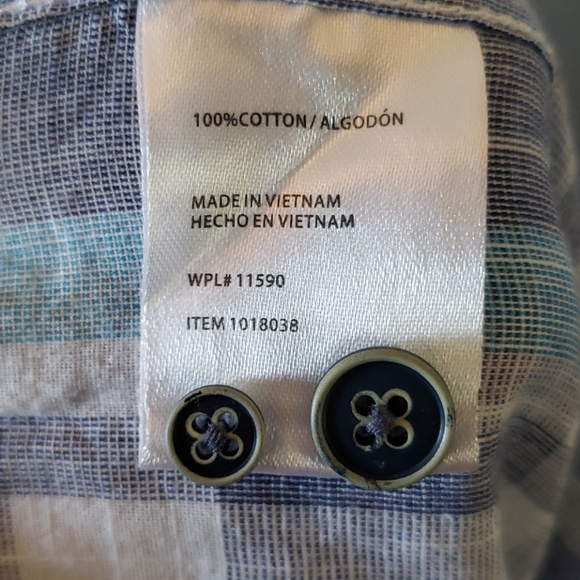 100%COTTON/ALGODÓN
MADE IN VIETNAM
HECHO EN VIETNAM
WPL# 11590
ITEM 1018038